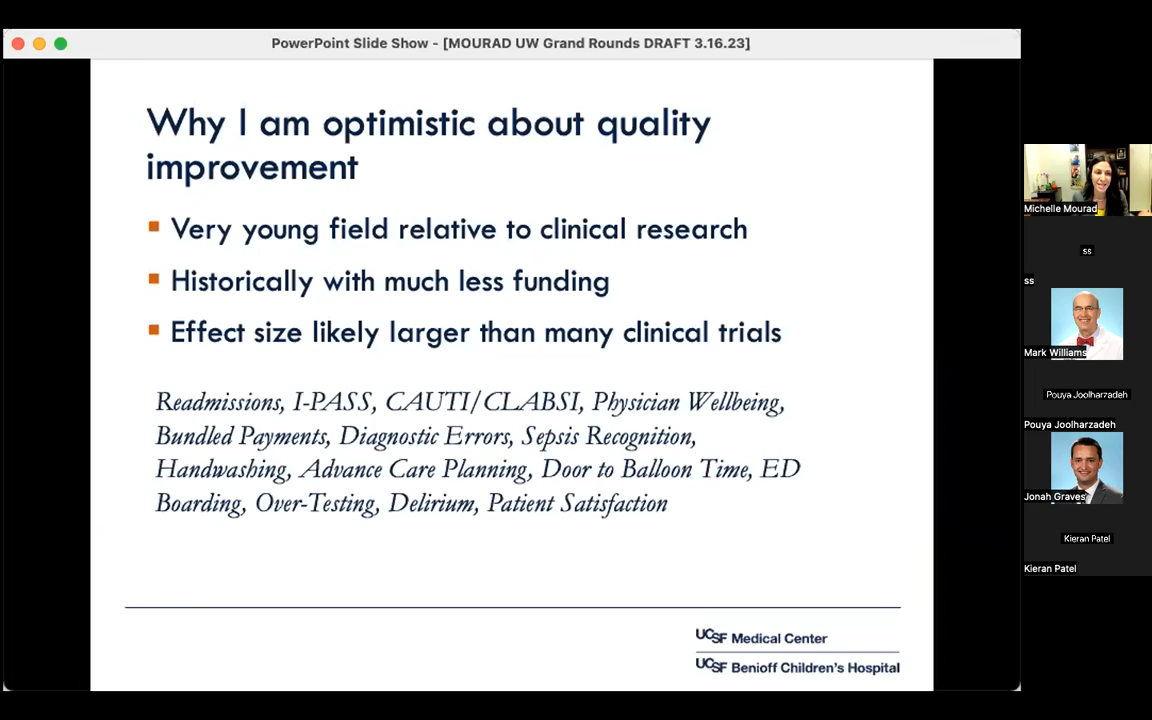 PowerPoint Slide Show - [MOURAD UW Grand Rounds DRAFT 3.16.23]
Why I am optimistic about quality
improvement
Very young field relative to clinical research
Historically with much less funding
Effect size likely larger than many clinical trials
Readmissions, I-PASS, CAUTI/CLABSI, Physician Wellbeing,
Bundled Payments, Diagnostic Errors, Sepsis Recognition,
Handwashing, Advance Care Planning, Door to Balloon Time, ED
Boarding, Over-Testing, Delirium, Patient Satisfaction
UCSF Medical Center
UCSF Benioff Children's Hospital
Michelle Mourad
ss
ss
Mark Williams
Pouya Joolharzadeh
Pouya Joolharzadeh
Jonah Graves
Kieran Patel
Kieran Patel